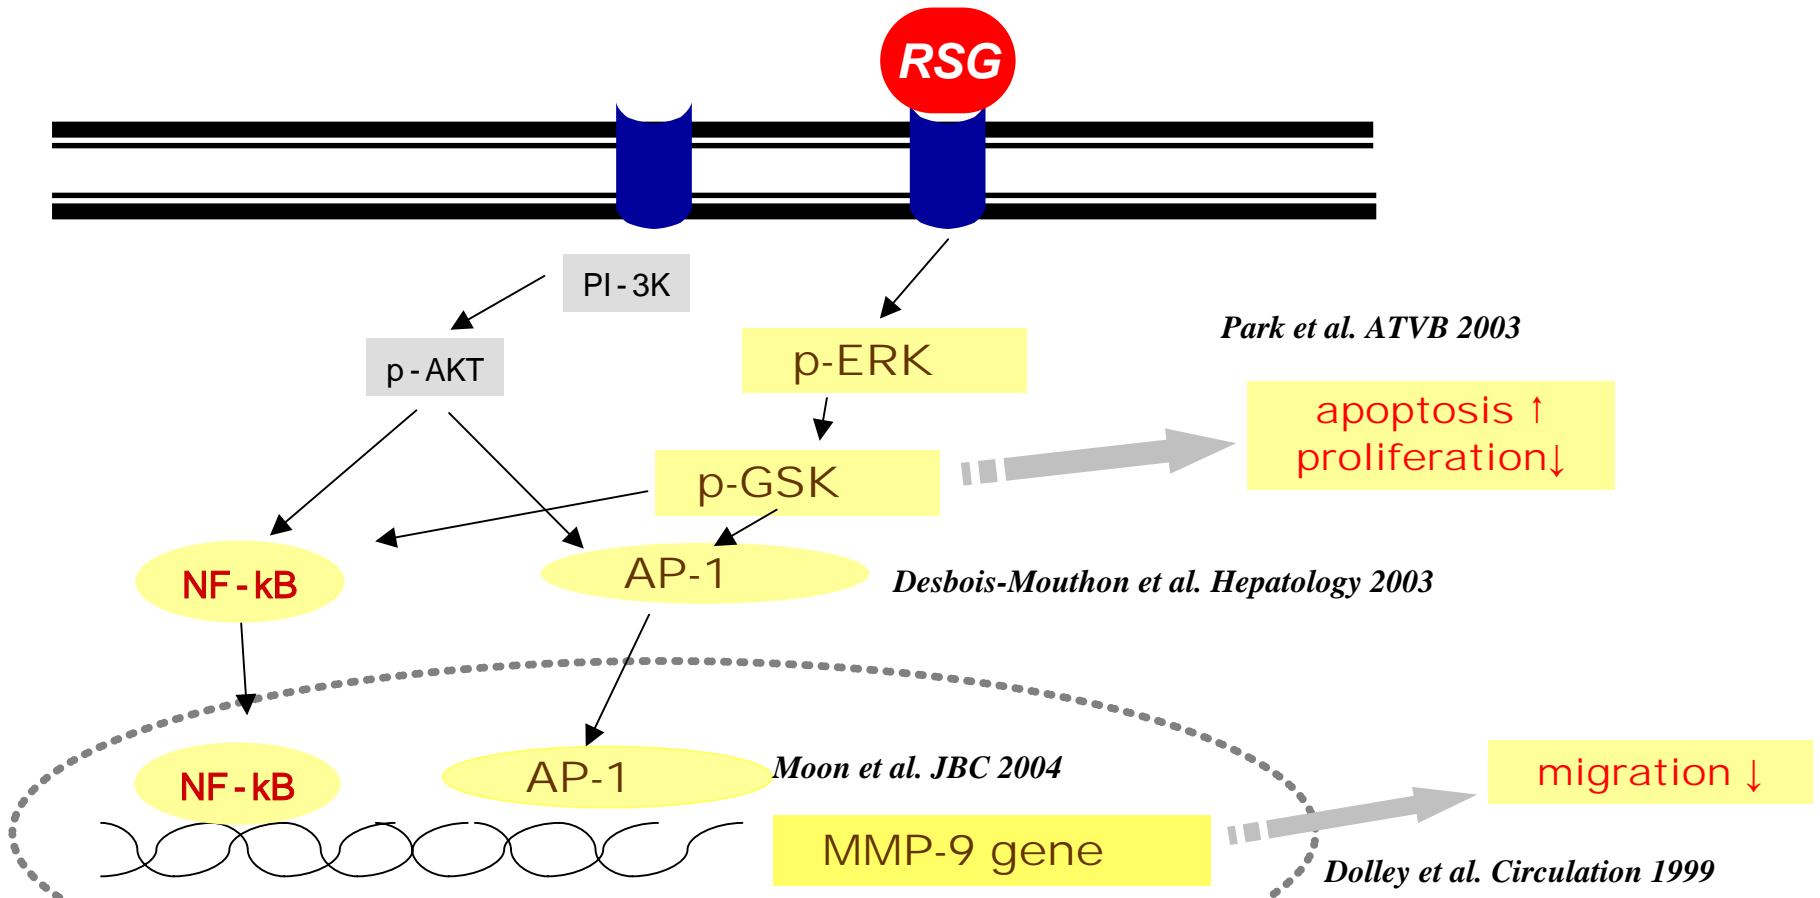 RSG
PI-3K
Park et al. ATVB 2003
p-AKT
p-ERK
apoptosis ↑
proliferation↓
p-GSK
NF-kB
AP-1
Desbois-Mouthon et al. Hepatology 2003
NF-kB
AP-1
Moon et al. JBC 2004
migration ↓
MMP-9 gene
Dolley et al. Circulation 1999